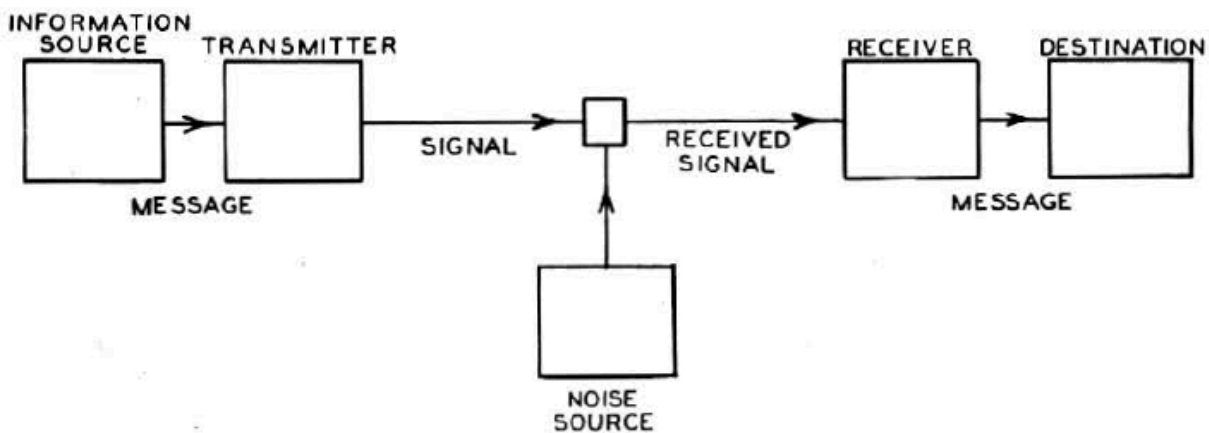 INFORMATION
SOURCE
TRANSMITTER
RECEIVER
DESTINATION
SIGNAL
RECEIVED
SIGNAL
MESSAGE
MESSAGE
NOISE
SOURCE